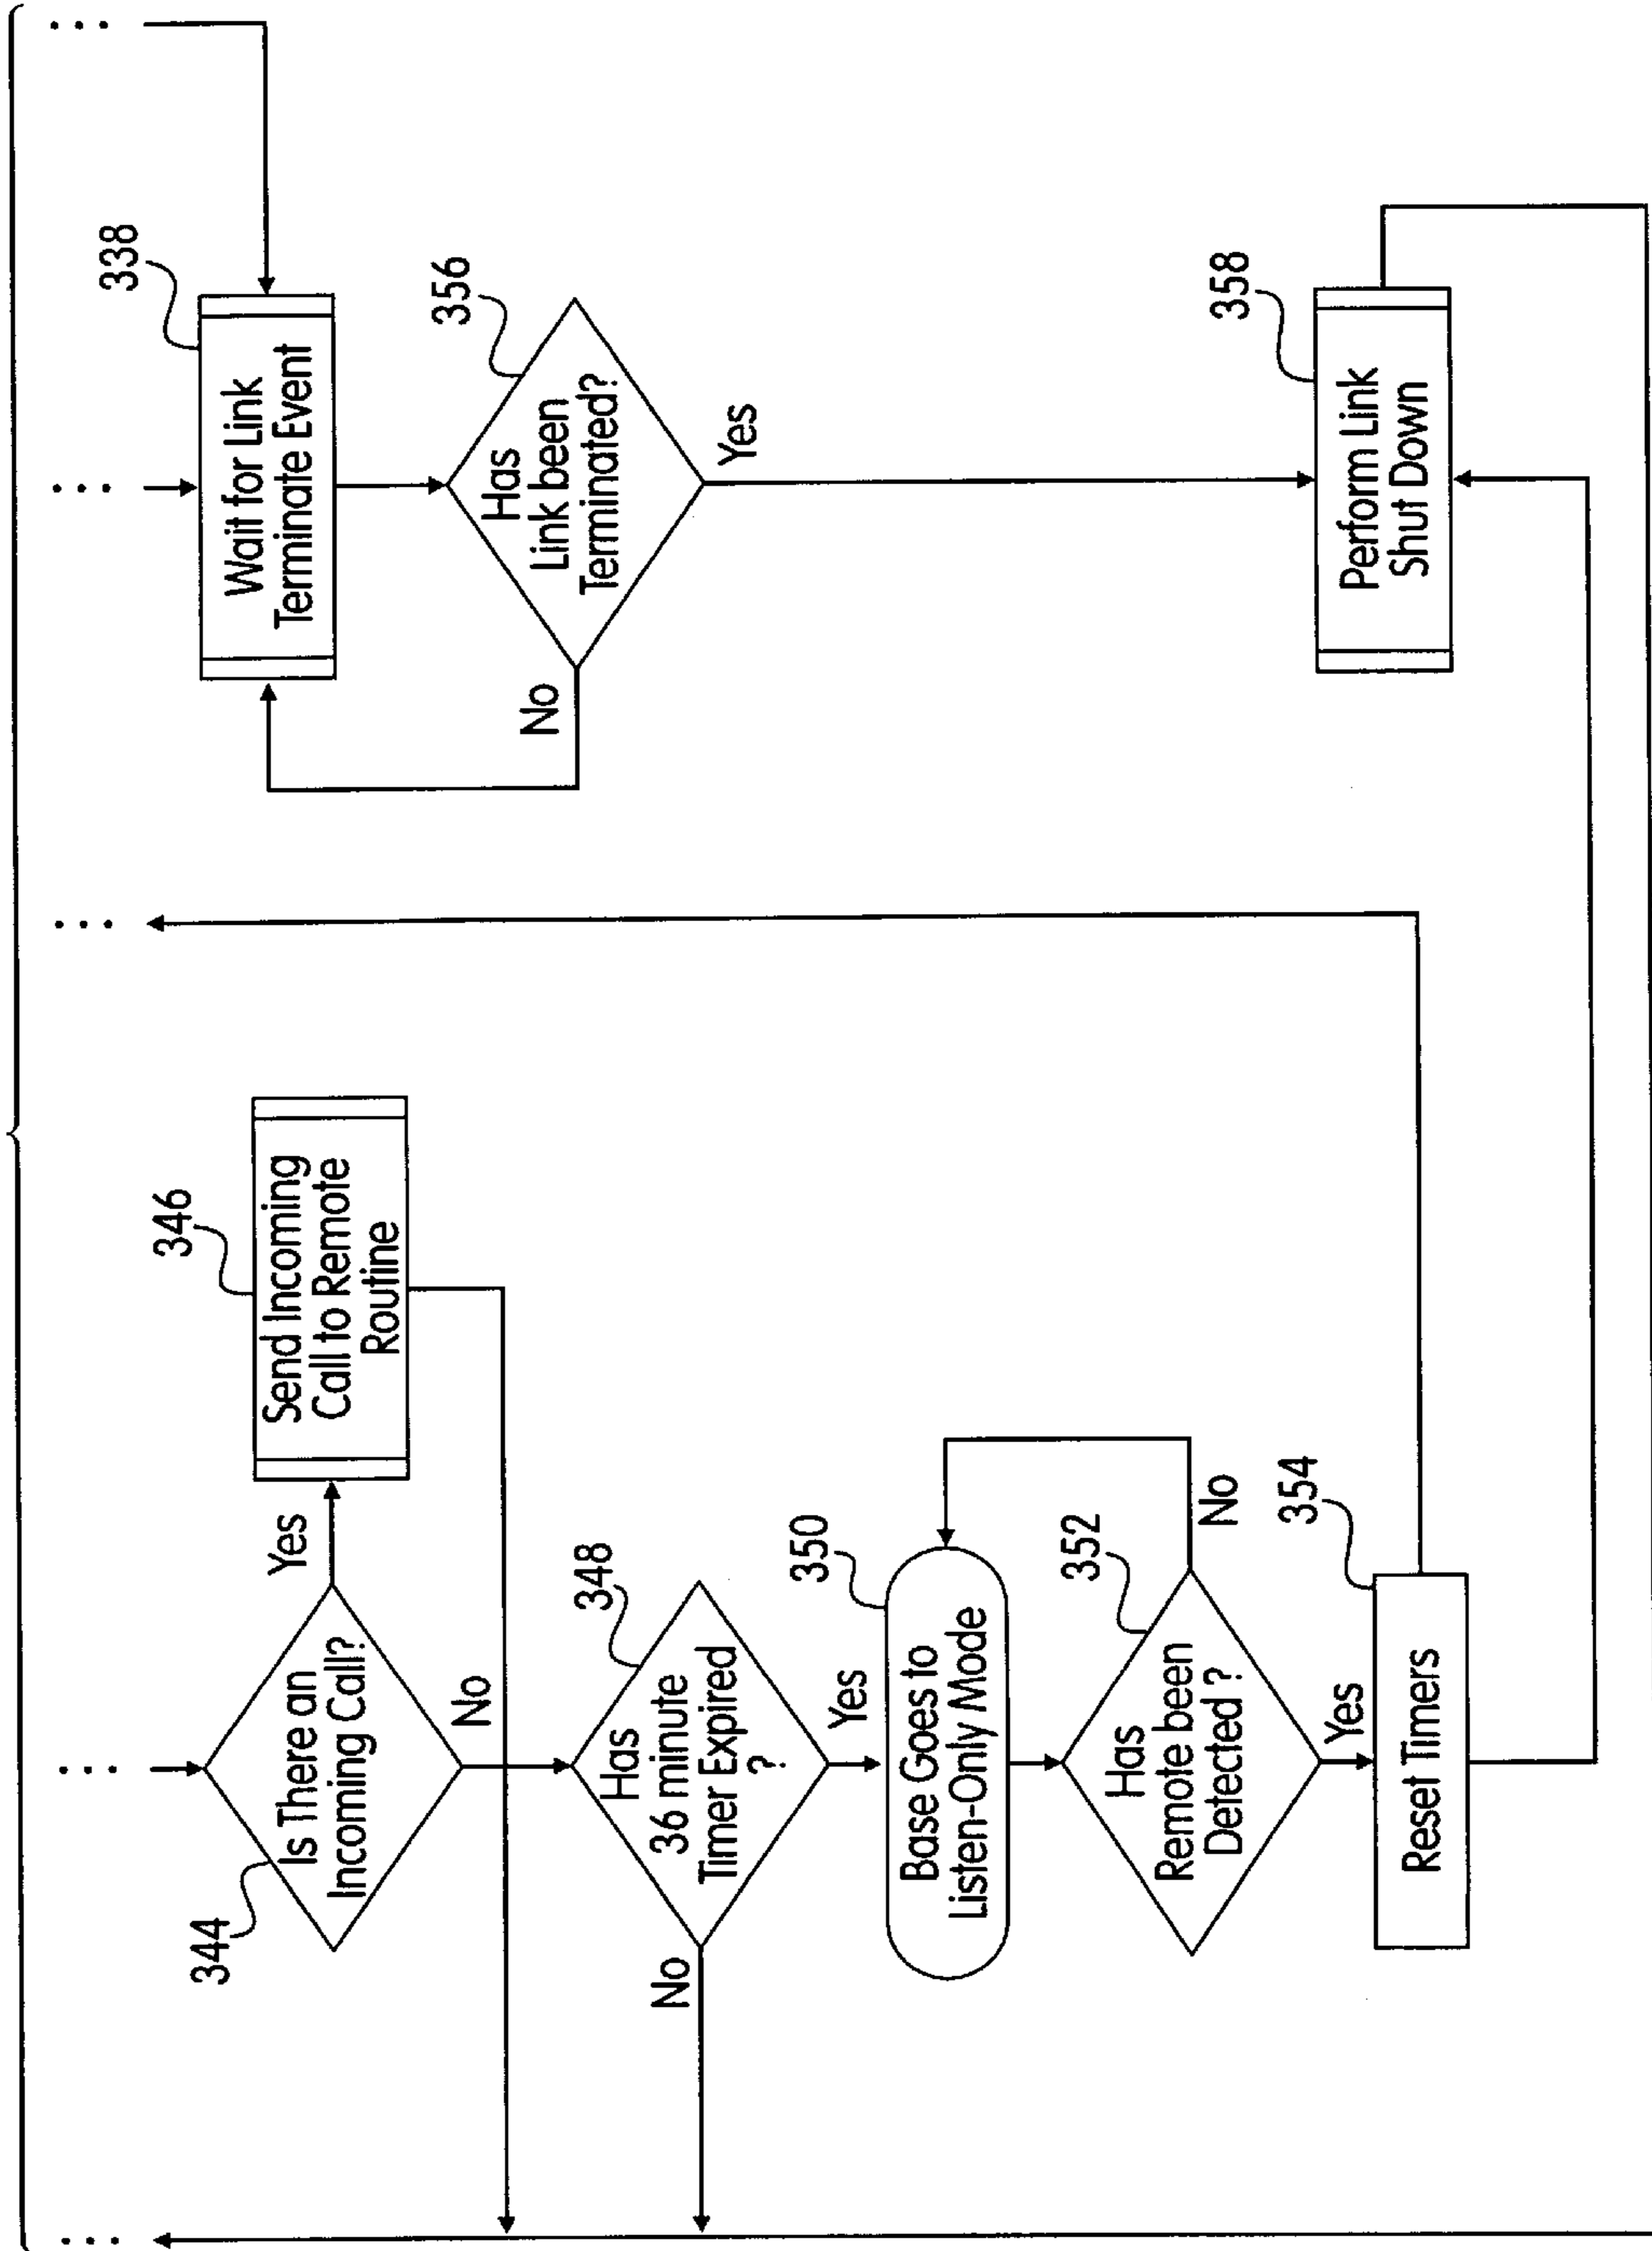 ...
...
...
...
...
344
Is There an
Incoming Call?
Yes
No
346
Send Incoming
Call to Remote
Routine
348
Has
36 minute
Timer Expired
?
No
Yes
350
Base Goes to
Listen-Only Mode
352
Has
Remote been
Detected ?
No
Yes
354
Reset Timers
338
Wait for Link
Terminate Event
356
Has
Link been
Terminated?
No
Yes
358
Perform Link
Shut Down